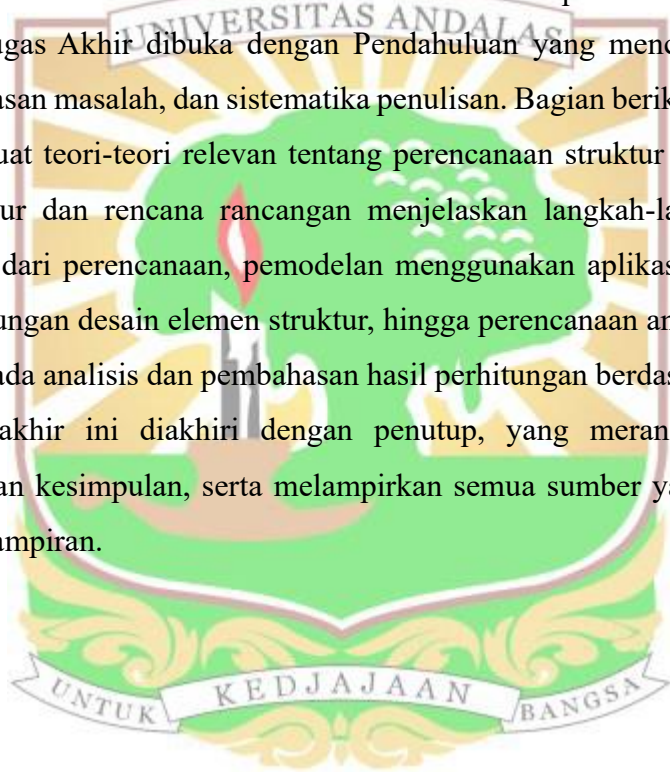 UNIVERSITAS ANDALAS
ugas Akhir dibuka dengan Pendahuluan yang menc
asan masalah, dan sistematika penulisan. Bagian berik
uat teori-teori relevan tentang perencanaan struktur
ur dan rencana rancangan menjelaskan langkah-la
dari perencanaan, pemodelan menggunakan aplikas
ungan desain elemen struktur, hingga perencanaan an
ada analisis dan pembahasan hasil perhitungan berdas
akhir ini diakhiri dengan penutup, yang meran
an kesimpulan, serta melampirkan semua sumber ya
ampiran.
UNTUK KEDJAJAAN BANGSA